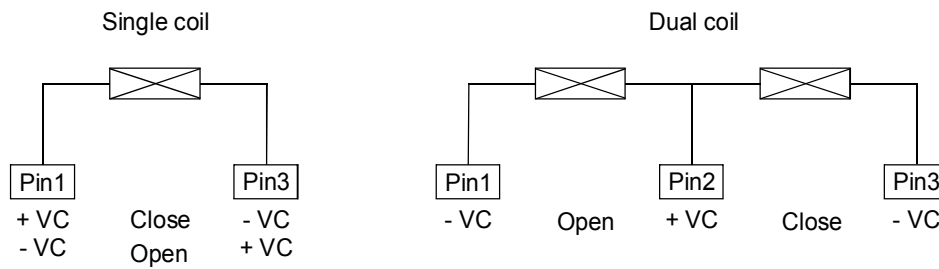 Single coil
Dual coil
Pin1
Pin3
Pin1
Pin2
Pin3
+ VC Close - VC
- VC Open + VC
- VC Open + VC Close - VC